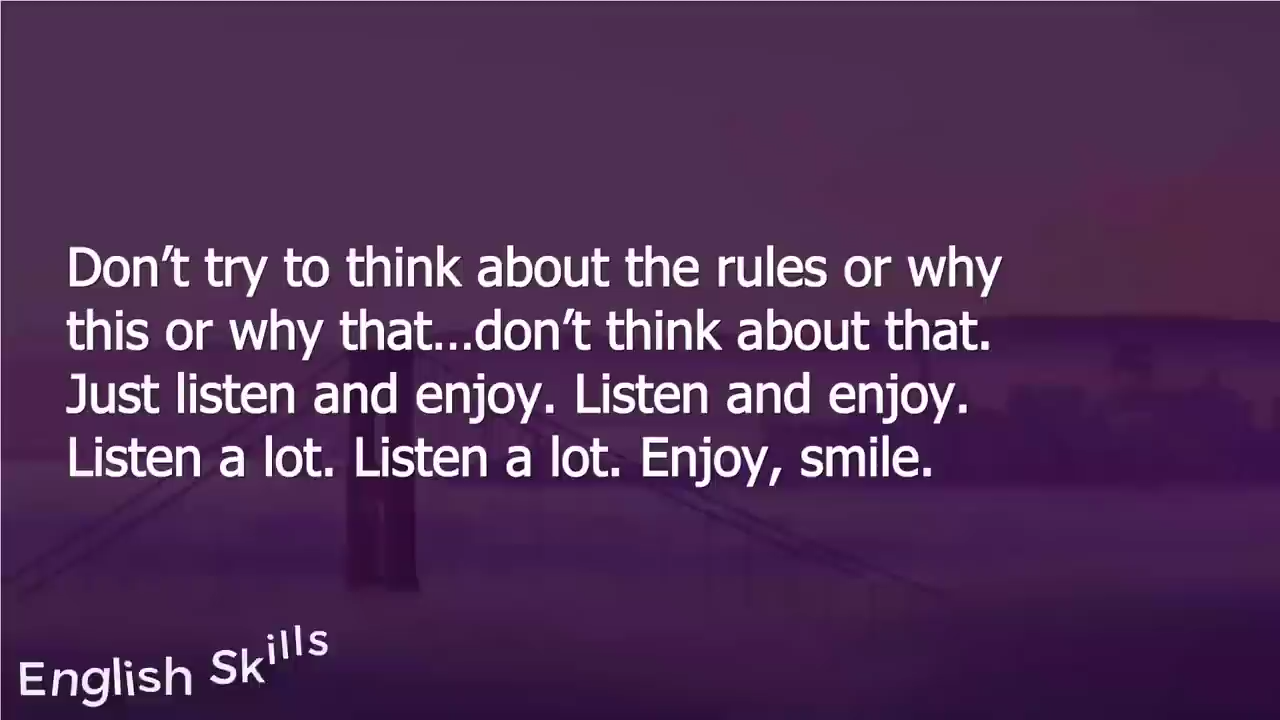 Don’t try to think about the rules or why
this or why that...don’t think about that.
Just listen and enjoy. Listen and enjoy.
Listen a lot. Listen a lot. Enjoy, smile.
English Skills